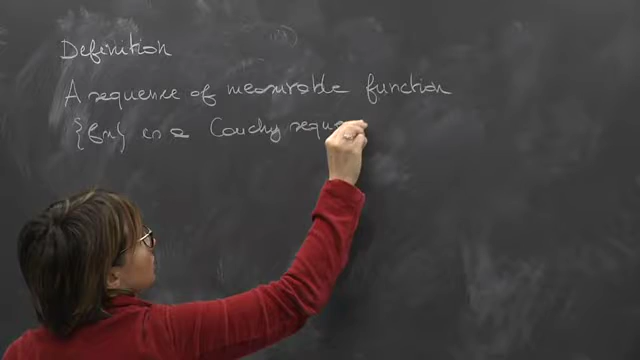 Definition
A sequence of measurable function
{fn} is a Cauchy seque